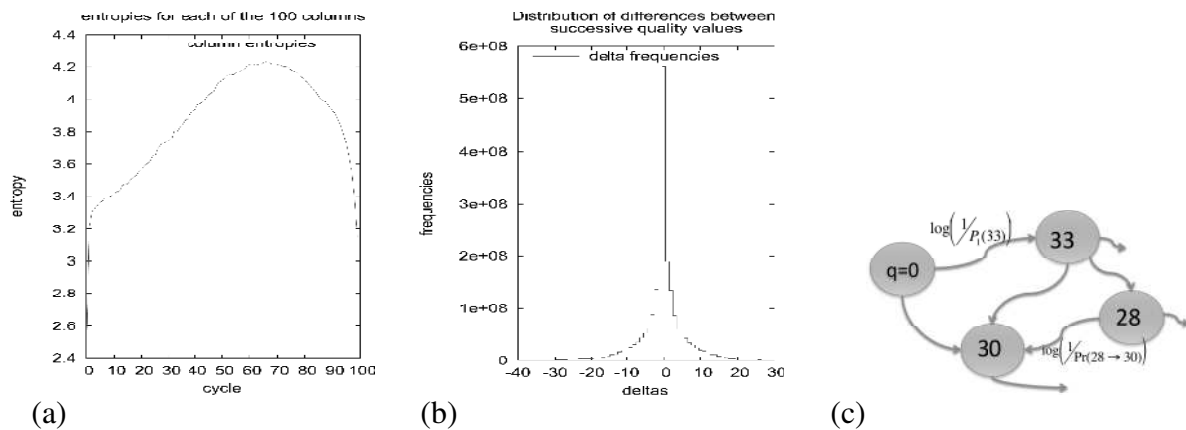 entropies for each of the 100 columns
column entropies
4.4
4.2
4
3.8
3.6
3.4
3.2
3
2.8
2.6
2.4
entropy
0 10 20 30 40 50 60 70 80 90 100
cycle
(a)
Distribution of differences between
successive quality values
delta frequencies
6e+08
5e+08
4e+08
3e+08
2e+08
1e+08
0
frequencies
-40 -30 -20 -10 0 10 20 30
deltas
(b)
log(1/P₁(33))
q=0
33
28
30
log(1/Pr(28 → 30))
(c)